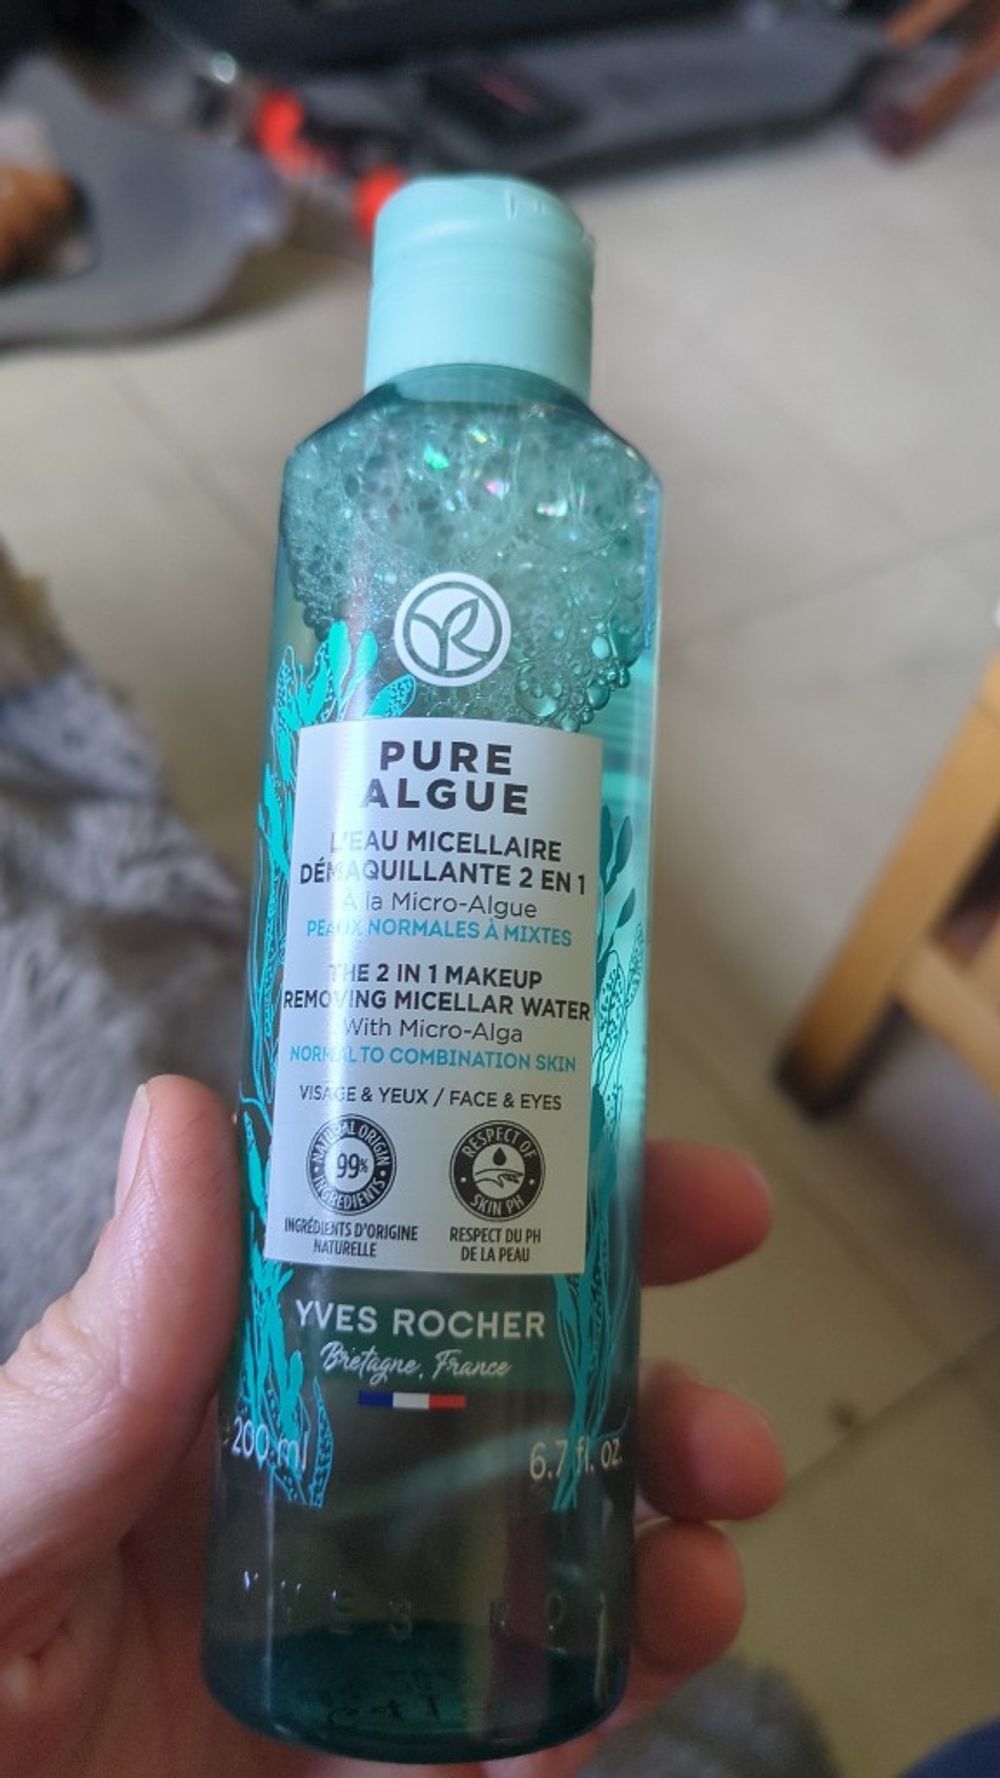 YR
PURE
ALGUE
L'EAU MICELLAIRE
DÉMAQUILLANTE 2 EN 1
À la Micro-Algue
PEAUX NORMALES À MIXTES
THE 2 IN 1 MAKEUP
REMOVING MICELLAR WATER
With Micro-Alga
NORMAL TO COMBINATION SKIN
VISAGE & YEUX / FACE & EYES
NATURAL ORIGIN
99%
INGREDIENTS
RESPECT OF
SKIN PH
INGRÉDIENTS D'ORIGINE
NATURELLE
RESPECT DU PH
DE LA PEAU
YVES ROCHER
Bretagne, France
200 ml
6.7 fl. oz.